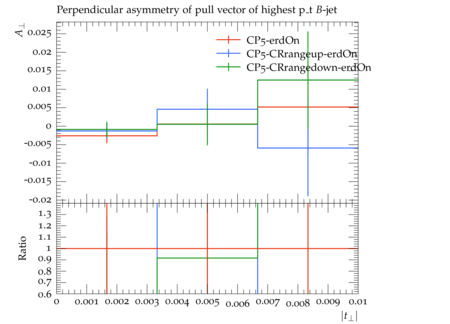 Perpendicular asymmetry of pull vector of highest p_t B-jet
A⊥
0.025
0.02
0.015
0.01
0.005
0
-0.005
-0.01
-0.015
-0.02
CP5-erdOn
CP5-CRrangeup-erdOn
CP5-CRrangedown-erdOn
Ratio
1.3
1.2
1.1
1
0.9
0.8
0.7
0.6
0 0.001 0.002 0.003 0.004 0.005 0.006 0.007 0.008 0.009 0.01
|t⊥|